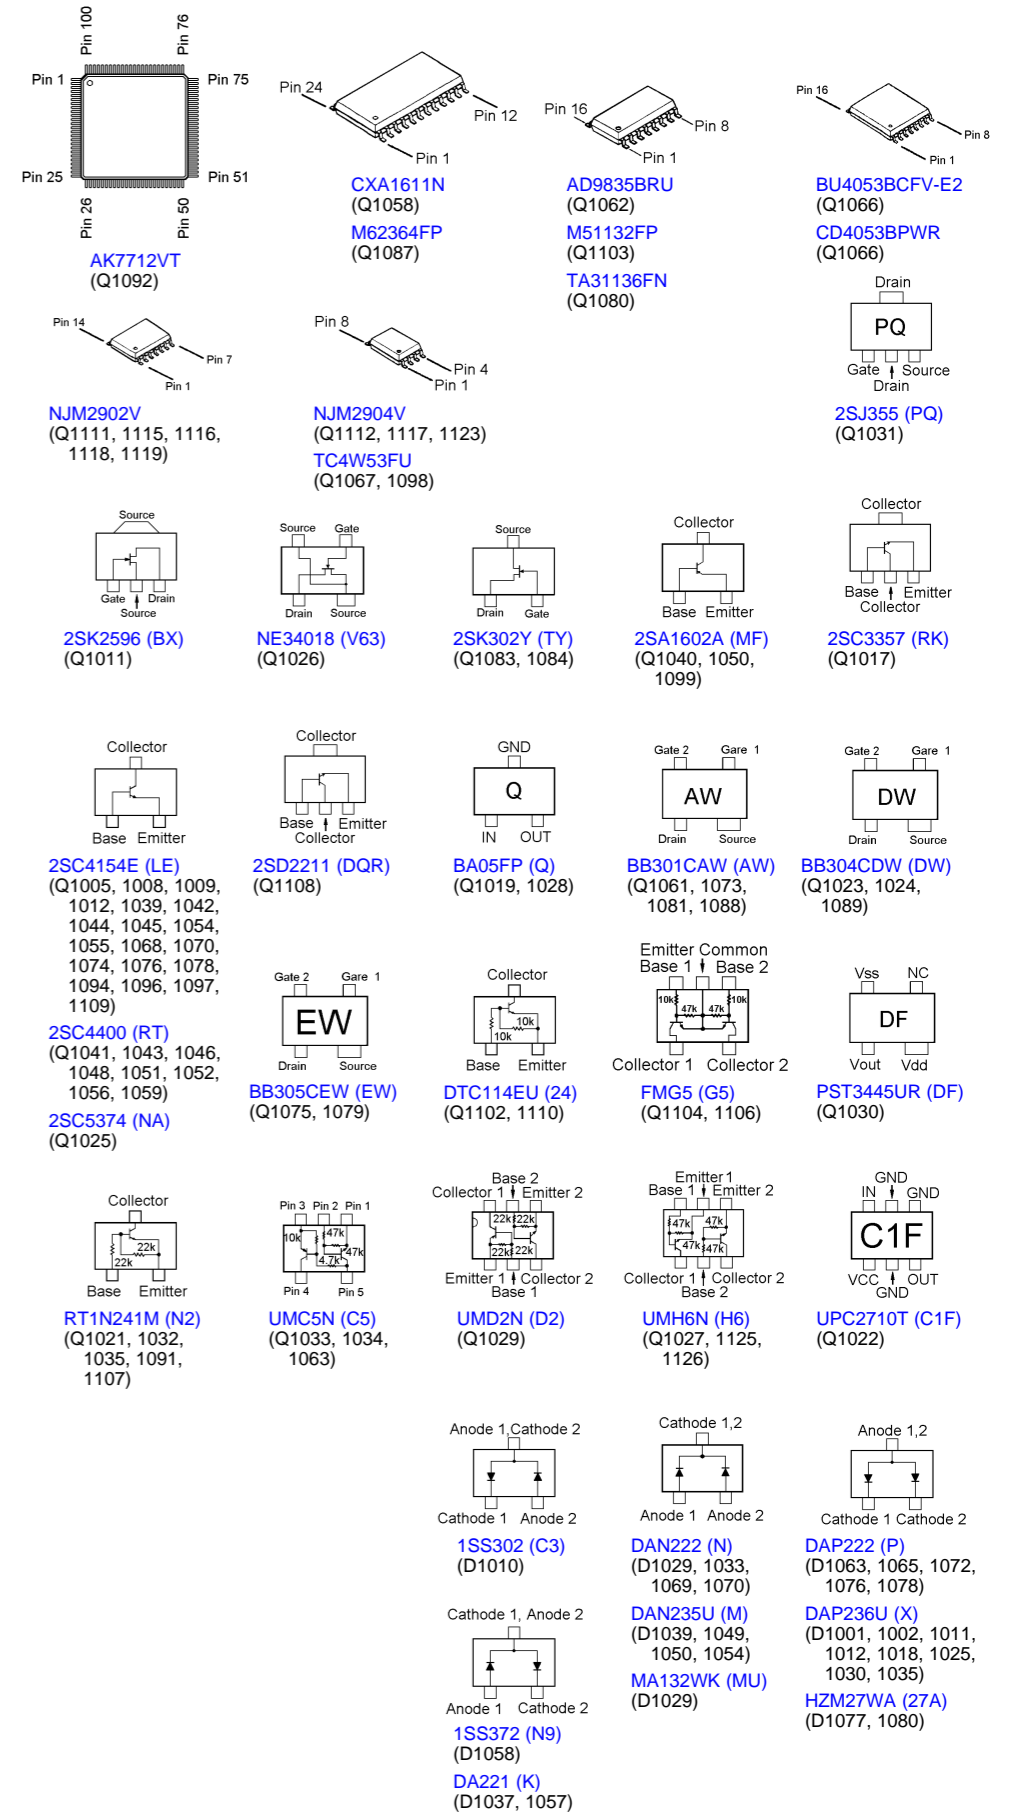 Pin 100
Pin 76
Pin 1
Pin 75
Pin 25
Pin 51
Pin 26
Pin 50
AK7712VT
(Q1092)
Pin 24
Pin 12
Pin 1
CXA1611N
(Q1058)
M62364FP
(Q1087)
Pin 16
Pin 8
Pin 1
AD9835BRU
(Q1062)
M51132FP
(Q1103)
TA31136FN
(Q1080)
Pin 16
Pin 8
Pin 1
BU4053BCFV-E2
(Q1066)
CD4053BPWR
(Q1066)
Pin 14
Pin 7
Pin 1
NJM2902V
(Q1111, 1115, 1116,
1118, 1119)
Pin 8
Pin 4
Pin 1
NJM2904V
(Q1112, 1117, 1123)
TC4W53FU
(Q1067, 1098)
Drain
PQ
Gate
Source
Drain
2SJ355 (PQ)
(Q1031)
Source
Gate
Drain
Source
2SK2596 (BX)
(Q1011)
Source
Gate
Drain
Source
NE34018 (V63)
(Q1026)
Source
Drain
Gate
2SK302Y (TY)
(Q1083, 1084)
Collector
Base
Emitter
2SA1602A (MF)
(Q1040, 1050,
1099)
Collector
Base
Emitter
Collector
2SC3357 (RK)
(Q1017)
Collector
Base
Emitter
2SC4154E (LE)
(Q1005, 1008, 1009,
1012, 1039, 1042,
1044, 1045, 1054,
1055, 1068, 1070,
1074, 1076, 1078,
1094, 1096, 1097,
1109)
2SC4400 (RT)
(Q1041, 1043, 1046,
1048, 1051, 1052,
1056, 1059)
2SC5374 (NA)
(Q1025)
Collector
Base
Emitter
Collector
2SD2211 (DQR)
(Q1108)
GND
Q
IN
OUT
BA05FP (Q)
(Q1019, 1028)
Gate 2
Gare 1
AW
Drain
Source
BB301CAW (AW)
(Q1061, 1073,
1081, 1088)
Gate 2
Gare 1
DW
Drain
Source
BB304CDW (DW)
(Q1023, 1024,
1089)
Gate 2
Gare 1
EW
Drain
Source
BB305CEW (EW)
(Q1075, 1079)
Collector
10k
10k
Base
Emitter
DTC114EU (24)
(Q1102, 1110)
Emitter Common
Base 1
Base 2
10k
10k
47k
47k
Collector 1
Collector 2
FMG5 (G5)
(Q1104, 1106)
Vss
NC
DF
Vout
Vdd
PST3445UR (DF)
(Q1030)
Collector
22k
22k
Base
Emitter
RT1N241M (N2)
(Q1021, 1032,
1035, 1091,
1107)
Pin 3
Pin 2
Pin 1
10k
47k
47k
4.7k
Pin 4
Pin 5
UMC5N (C5)
(Q1033, 1034,
1063)
Base 2
Collector 1
Emitter 2
22k
22k
22k
22k
Emitter 1
Collector 2
Base 1
UMD2N (D2)
(Q1029)
Emitter 1
Base 1
Emitter 2
47k
47k
47k
47k
Collector 1
Collector 2
Base 2
UMH6N (H6)
(Q1027, 1125,
1126)
GND
IN
GND
C1F
VCC
OUT
GND
UPC2710T (C1F)
(Q1022)
Anode 1,Cathode 2
Cathode 1
Anode 2
1SS302 (C3)
(D1010)
Cathode 1,2
Anode 1
Anode 2
DAN222 (N)
(D1029, 1033,
1069, 1070)
DAN235U (M)
(D1039, 1049,
1050, 1054)
MA132WK (MU)
(D1029)
Anode 1,2
Cathode 1
Cathode 2
DAP222 (P)
(D1063, 1065, 1072,
1076, 1078)
DAP236U (X)
(D1001, 1002, 1011,
1012, 1018, 1025,
1030, 1035)
HZM27WA (27A)
(D1077, 1080)
Cathode 1, Anode 2
Anode 1
Cathode 2
1SS372 (N9)
(D1058)
DA221 (K)
(D1037, 1057)